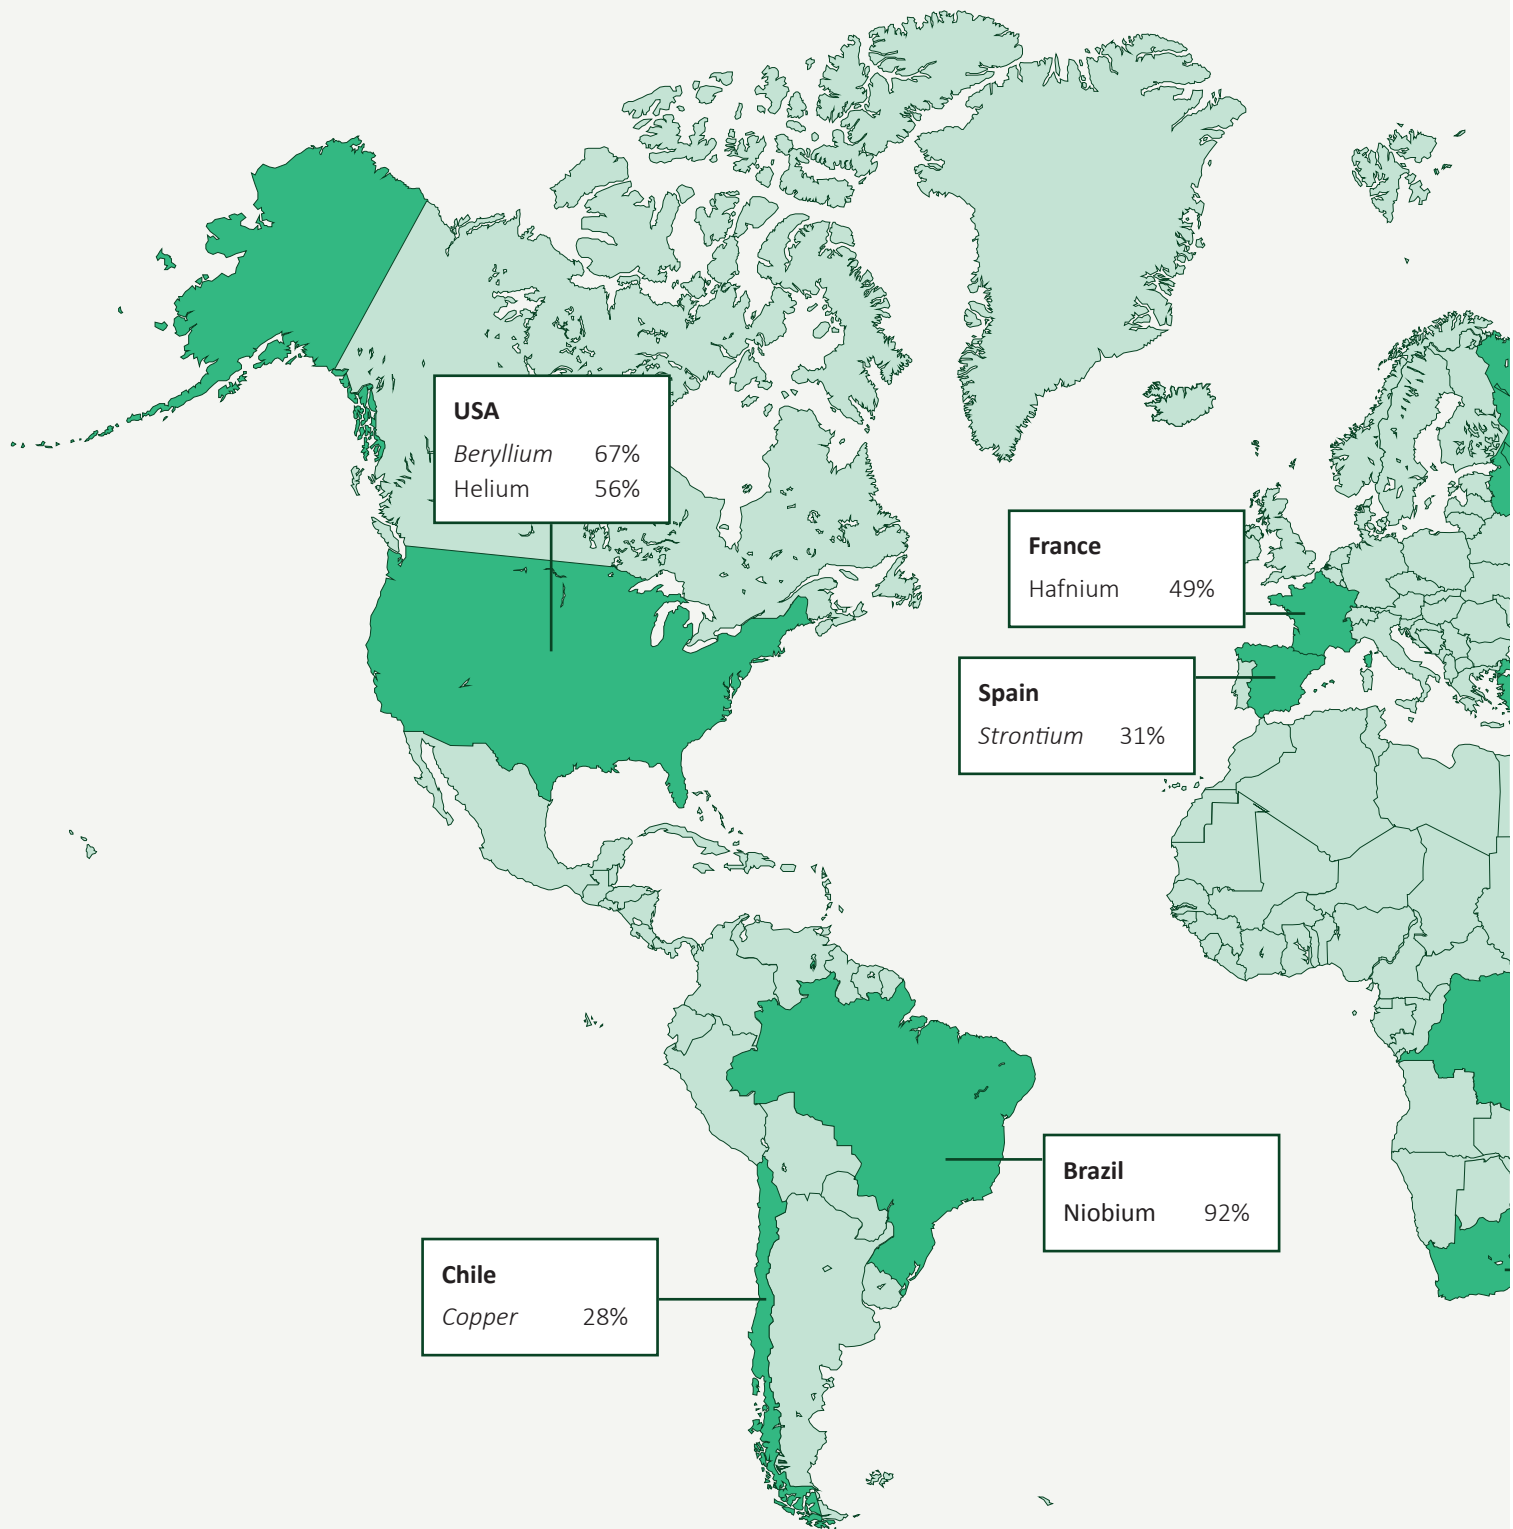 USA
Beryllium 67%
Helium 56%
France
Hafnium 49%
Spain
Strontium 31%
Brazil
Niobium 92%
Chile
Copper 28%